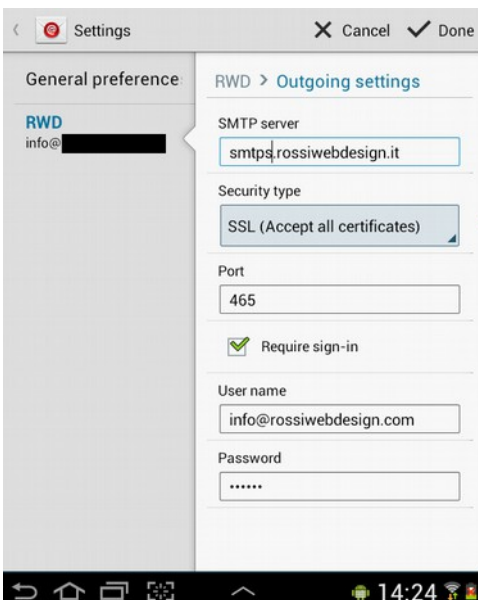 Settings
Cancel
Done
General preference
RWD
info@
RWD > Outgoing settings
SMTP server
smtps.rossiwebdesign.it
Security type
SSL (Accept all certificates)
Port
465
Require sign-in
User name
info@rossiwebdesign.com
Password
••••••
14:24